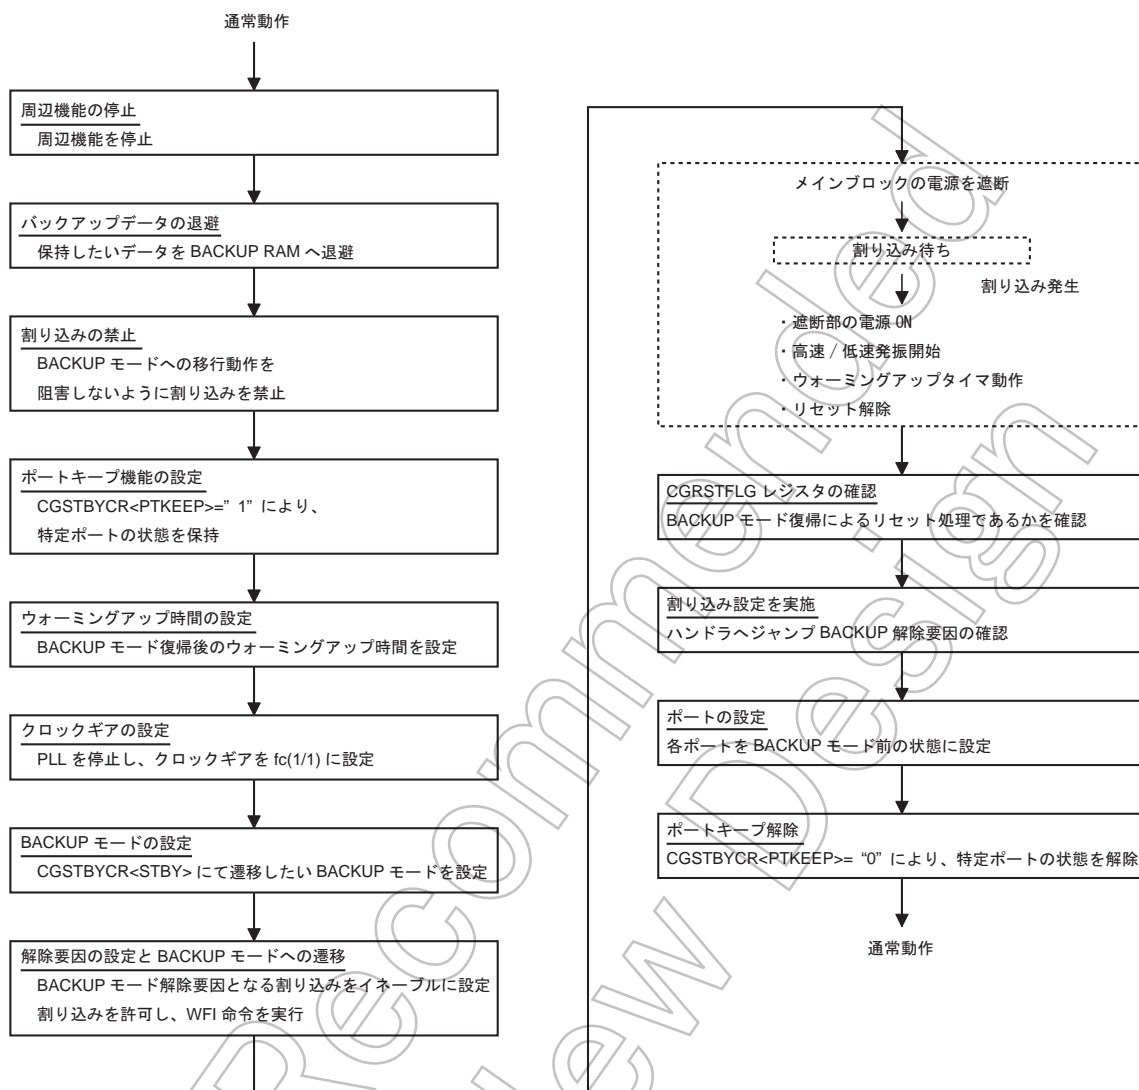 通常動作
周辺機能の停止
周辺機能を停止
バックアップデータの退避
保持したいデータを BACKUP RAM へ退避
割り込みの禁止
BACKUP モードへの移行動作を
阻害しないように割り込みを禁止
ポートキープ機能の設定
CGSTBYCR<PTKEEP>=” 1” により、
特定ポートの状態を保持
ウォーミングアップ時間の設定
BACKUP モード復帰後のウォーミングアップ時間を設定
クロックギアの設定
PLL を停止し、クロックギアを fc(1/1) に設定
BACKUP モードの設定
CGSTBYCR<STBY> にて遷移したい BACKUP モードを設定
解除要因の設定と BACKUP モードへの遷移
BACKUP モード解除要因となる割り込みをイネーブルに設定
割り込みを許可し、WFI 命令を実行
メインブロックの電源を遮断
割り込み待ち
割り込み発生
・遮断部の電源 ON
・高速 / 低速発振開始
・ウォーミングアップタイマ動作
・リセット解除
CGRSTFLG レジスタの確認
BACKUP モード復帰によるリセット処理であるかを確認
割り込み設定を実施
ハンドラへジャンプ BACKUP 解除要因の確認
ポートの設定
各ポートを BACKUP モード前の状態に設定
ポートキープ解除
CGSTBYCR<PTKEEP>= “0” により、特定ポートの状態を解除
通常動作
Recommended
New Design